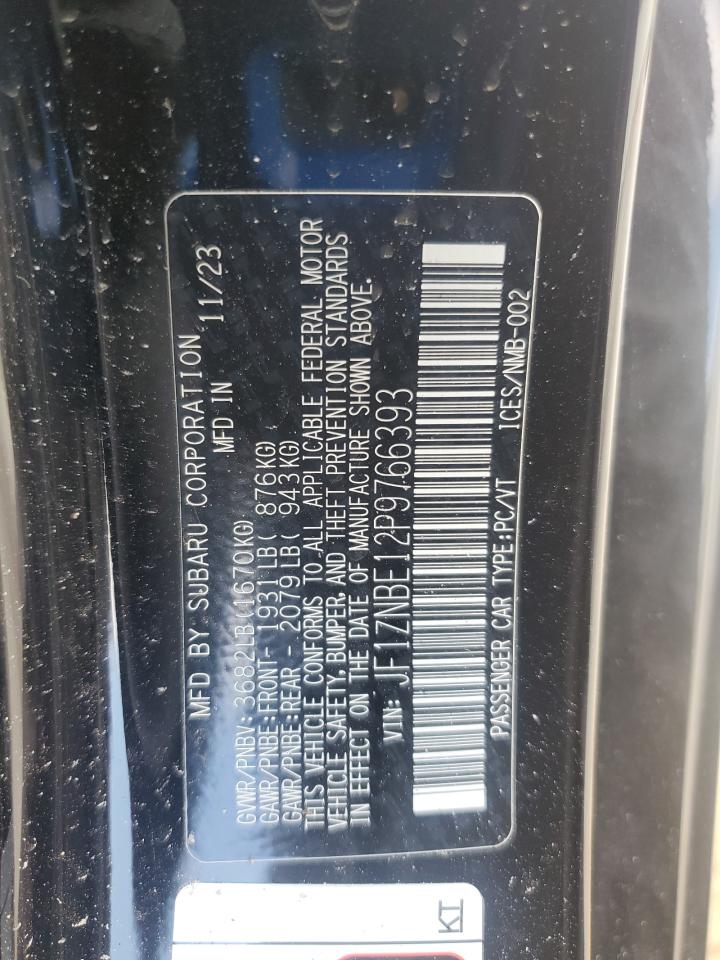 MFD BY SUBARU CORPORATION
MFD IN 11/23
GVWR/PNBV: 3682LB(1670KG)
GAWR/PNBE:FRONT- 1931LB( 876KG)
GAWR/PNBE:REAR - 2079LB( 943KG)
THIS VEHICLE CONFORMS TO ALL APPLICABLE FEDERAL MOTOR
VEHICLE SAFETY, BUMPER, AND THEFT PREVENTION STANDARDS
IN EFFECT ON THE DATE OF MANUFACTURE SHOWN ABOVE.
VIN: JF1ZNBE12P9766393
PASSENGER CAR TYPE:PC/VT ICES/NMB-002
KI